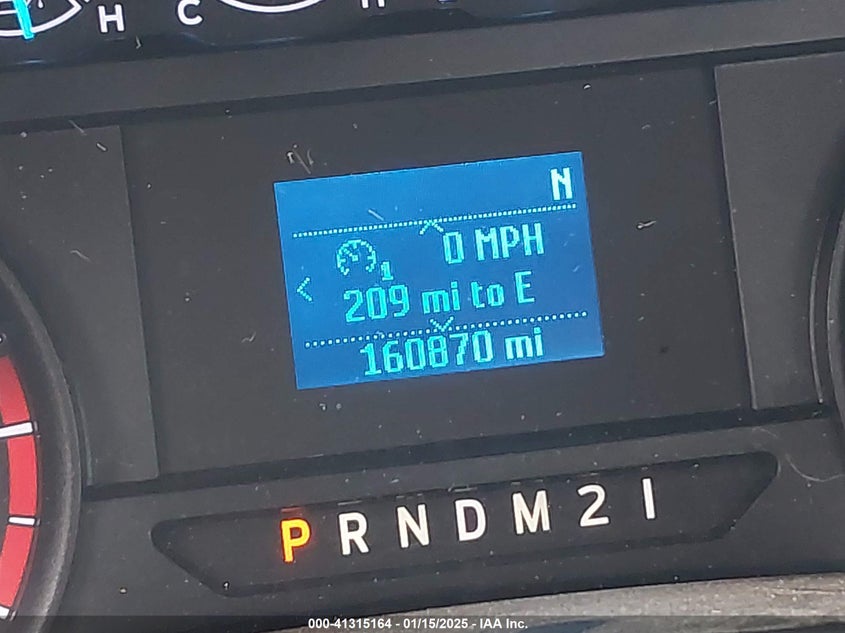 H C H
N
0 MPH
1
209 mi to E
160870 mi
P R N D M 2 1
000-41315164 - 01/15/2025 - IAA Inc.